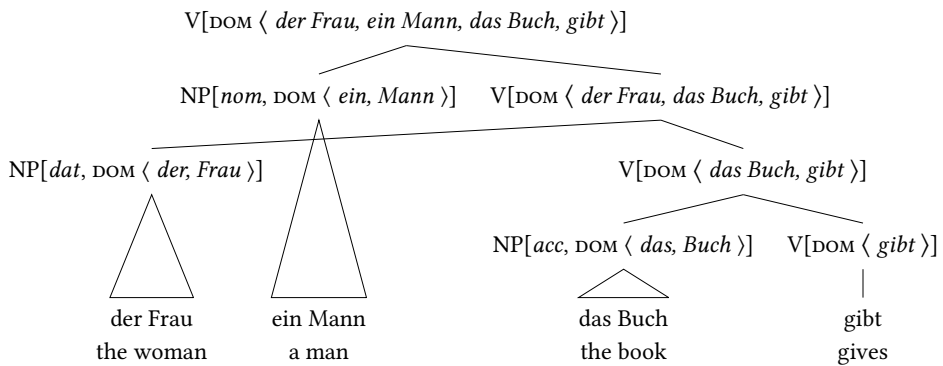 V[DOM ⟨ der Frau, ein Mann, das Buch, gibt ⟩]
NP[nom, DOM ⟨ ein, Mann ⟩] V[DOM ⟨ der Frau, das Buch, gibt ⟩]
NP[dat, DOM ⟨ der, Frau ⟩] V[DOM ⟨ das Buch, gibt ⟩]
NP[acc, DOM ⟨ das, Buch ⟩] V[DOM ⟨ gibt ⟩]
der Frau ein Mann das Buch gibt
the woman a man the book gives